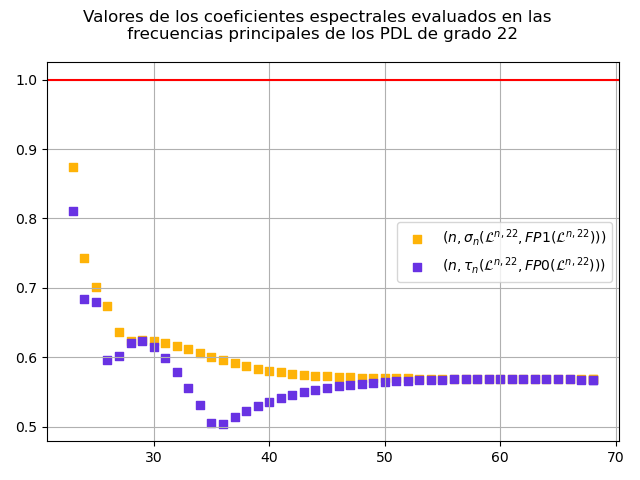 Valores de los coeficientes espectrales evaluados en las
frecuencias principales de los PDL de grado 22
1.0
0.9
0.8
0.7
0.6
0.5
(n, σₙ(ℒⁿ,²², FP1(ℒⁿ,²²)))
(n, τₙ(ℒⁿ,²², FP0(ℒⁿ,²²)))
30 40 50 60 70